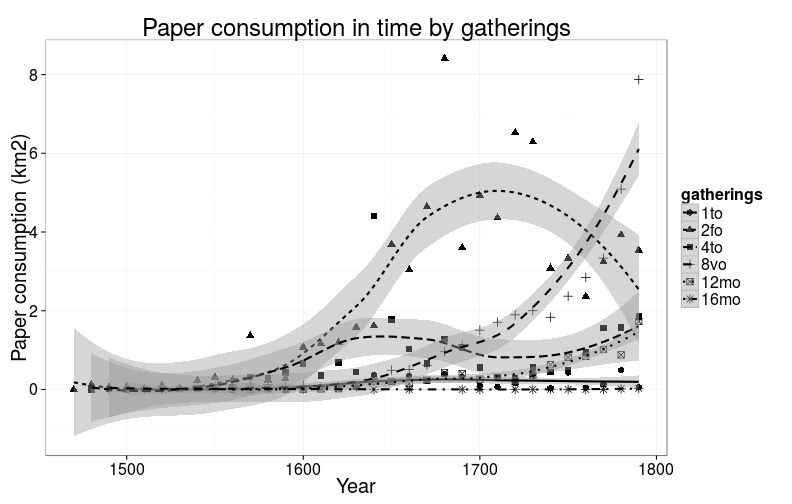 Paper consumption in time by gatherings
Paper consumption (km2)
8
6
4
2
0
1500
1600
1700
1800
Year
gatherings
1to
2fo
4to
8vo
12mo
16mo